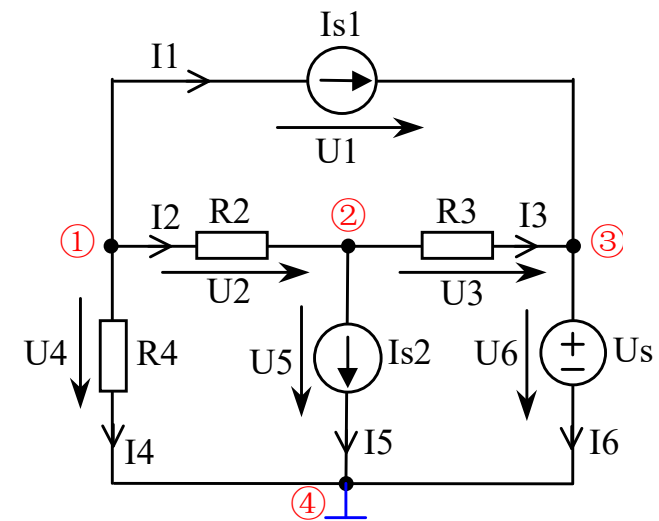 Is1
I1
U1
① I2 R2 ② R3 I3 ③
U2 U3
U4 R4 U5 Is2 U6 + Us
−
I4 I5 I6
④